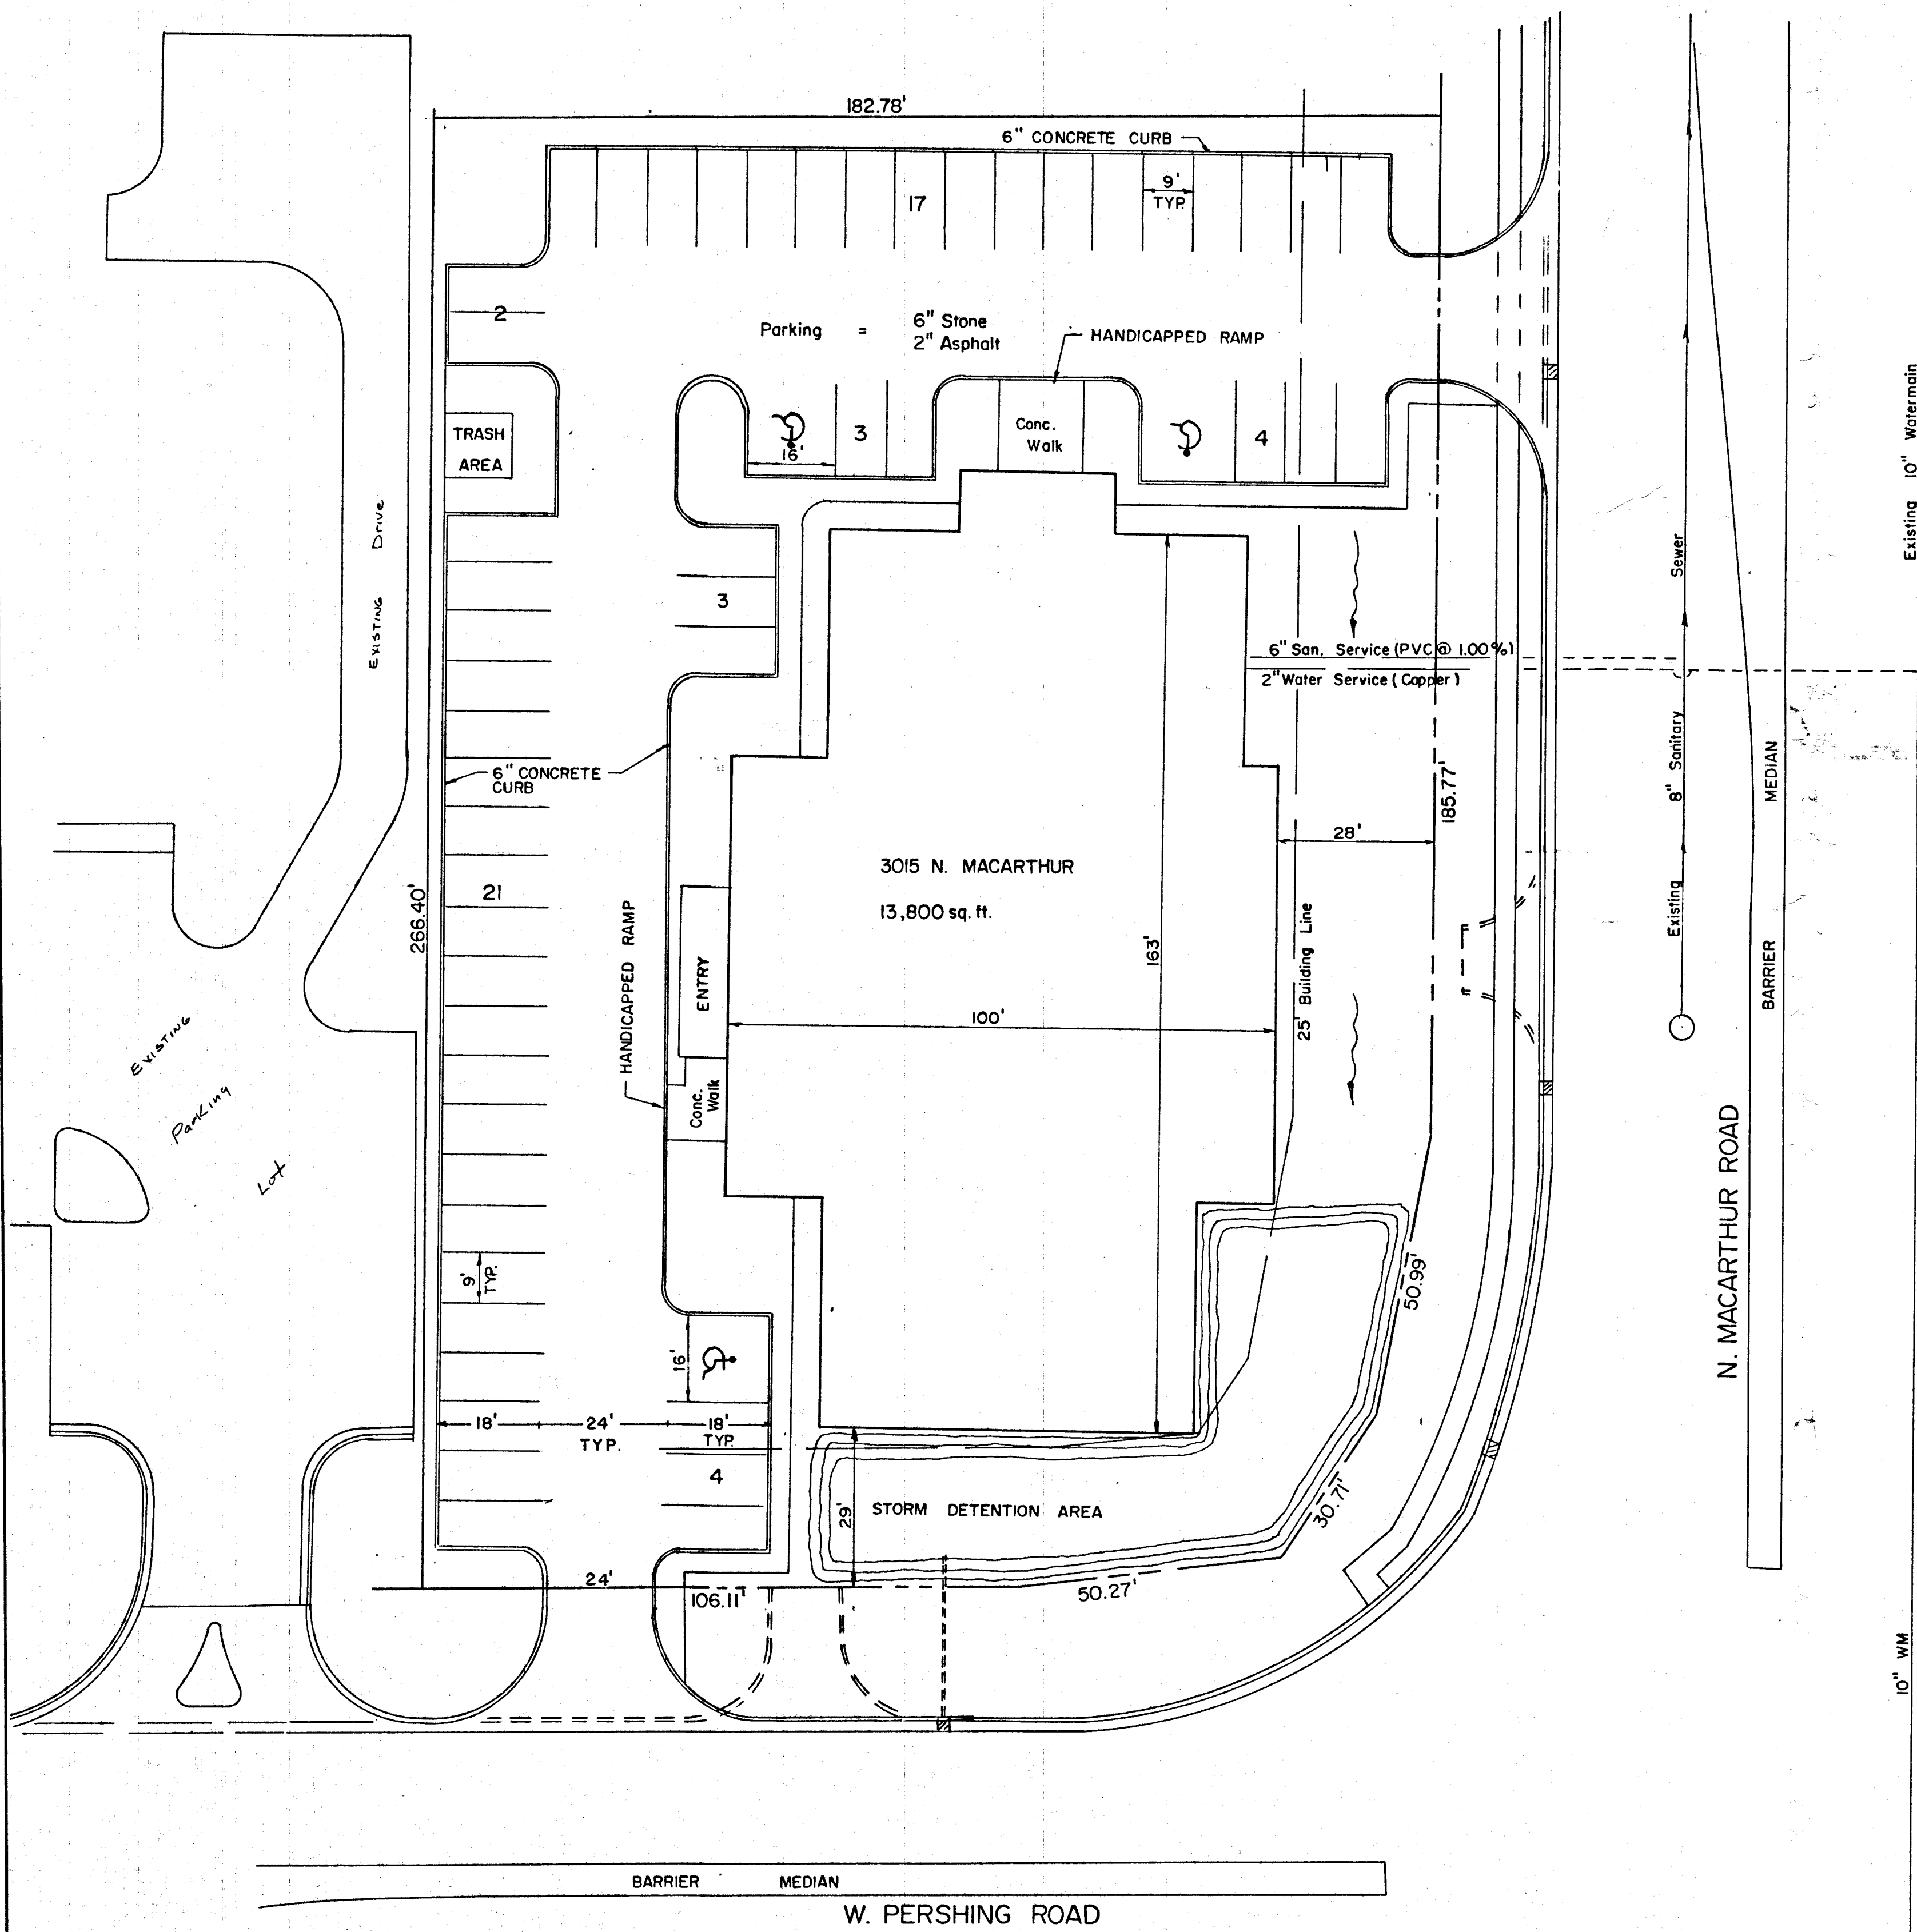 182.78'
6" CONCRETE CURB
17
9'
TYP.
2
Parking = 6" Stone
2" Asphalt
HANDICAPPED RAMP
TRASH
AREA
16'
3
Conc.
Walk
4
EXISTING Drive
3
6" San. Service (PVC @ 1.00%)
2" Water Service (Copper)
Existing 8" Sanitary Sewer
Existing 10" Watermain
6" CONCRETE
CURB
185.77'
28'
BARRIER MEDIAN
3015 N. MACARTHUR
13,800 sq. ft.
21
266.40'
HANDICAPPED RAMP
ENTRY
163'
25' Building Line
100'
EXISTING
Parking
Lot
Conc.
Walk
N. MACARTHUR ROAD
9'
TYP.
50.99'
16'
18'
24'
TYP.
18'
TYP.
4
29'
STORM DETENTION AREA
30.71'
24'
106.11'
50.27'
10" WM
BARRIER MEDIAN
W. PERSHING ROAD